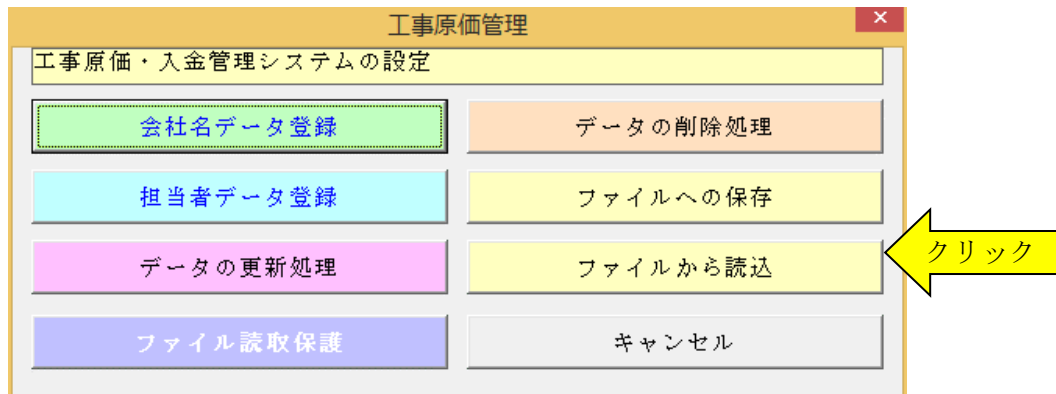 工事原価管理
工事原価・入金管理システムの設定
会社名データ登録
データの削除処理
担当者データ登録
ファイルへの保存
データの更新処理
ファイルから読込
クリック
ファイル読取保護
キャンセル